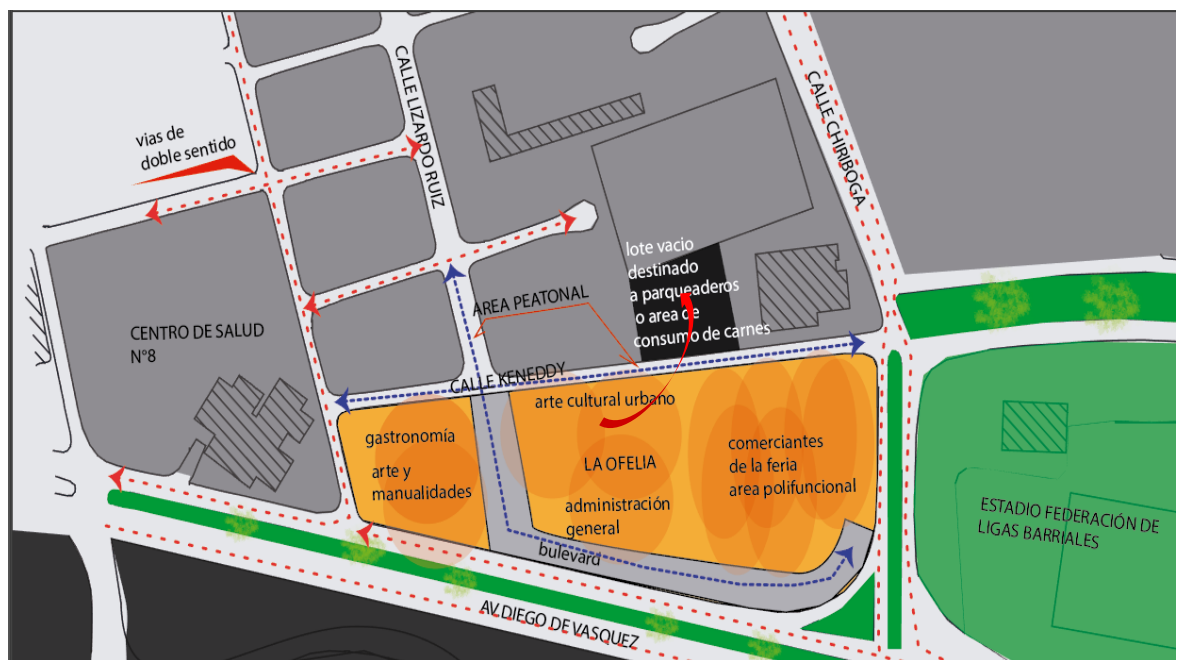 vias de
doble sentido
CALLE LIZARDO RUIZ
CALLE CHIRIBOGA
lote vacio
destinado
a parqueaderos
o area de
consumo de carnes
AREA PEATONAL
CENTRO DE SALUD
N°8
CALLE KENEDDY
arte cultural urbano
gastronomía
arte y
manualidades
LA OFELIA
administración
general
comerciantes
de la feria
area polifuncional
bulevard
ESTADIO FEDERACIÓN DE
LIGAS BARRIALES
AV. DIEGO DE VASQUEZ